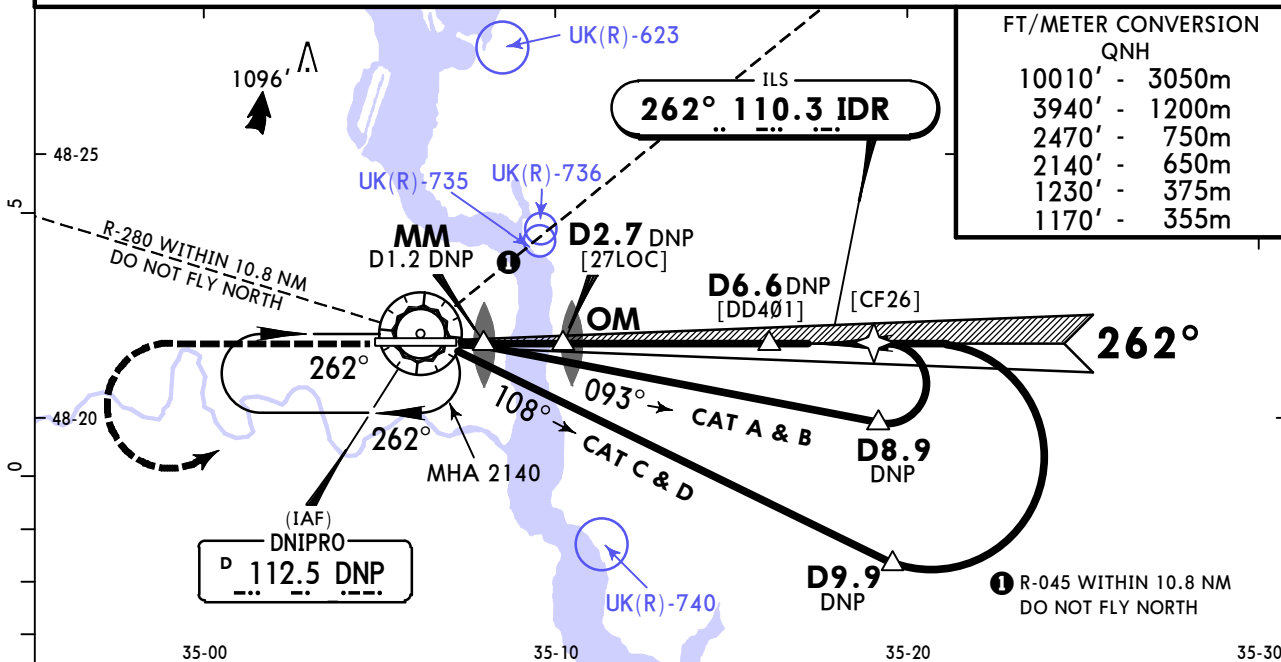 FT/METER CONVERSION
QNH
10010' - 3050m
3940' - 1200m
2470' - 750m
2140' - 650m
1230' - 375m
1170' - 355m
UK(R)-623
1096'
ILS
262° 110.3 IDR
48-25
UK(R)-736
UK(R)-735
5
R-280 WITHIN 10.8 NM
DO NOT FLY NORTH
MM
D1.2 DNP
1
D2.7 DNP
[27LOC]
D6.6 DNP
[DD401]
[CF26]
OM
262°
262°
093° → CAT A & B
108° → CAT C & D
48-20
262°
D8.9
DNP
0
MHA 2140
(IAF)
DNIPRO
D 112.5 DNP
D9.9
DNP
1 R-045 WITHIN 10.8 NM
DO NOT FLY NORTH
UK(R)-740
35-00
35-10
35-20
35-30